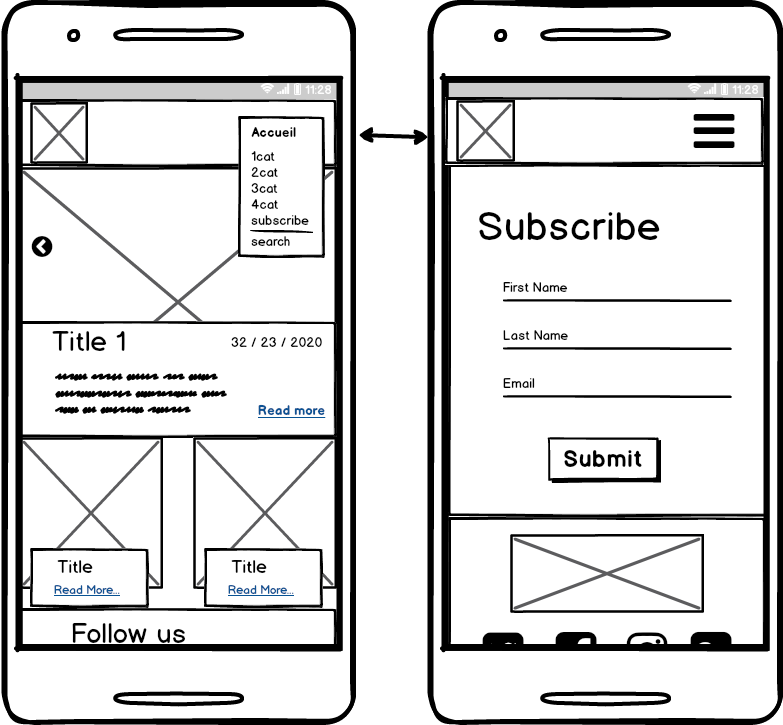 11:28
Accueil
1cat
2cat
3cat
4cat
subscribe
search
Title 1
32 / 23 / 2020
Read more
Title
Read More...
Title
Read More...
Follow us
11:28
Subscribe
First Name
Last Name
Email
Submit